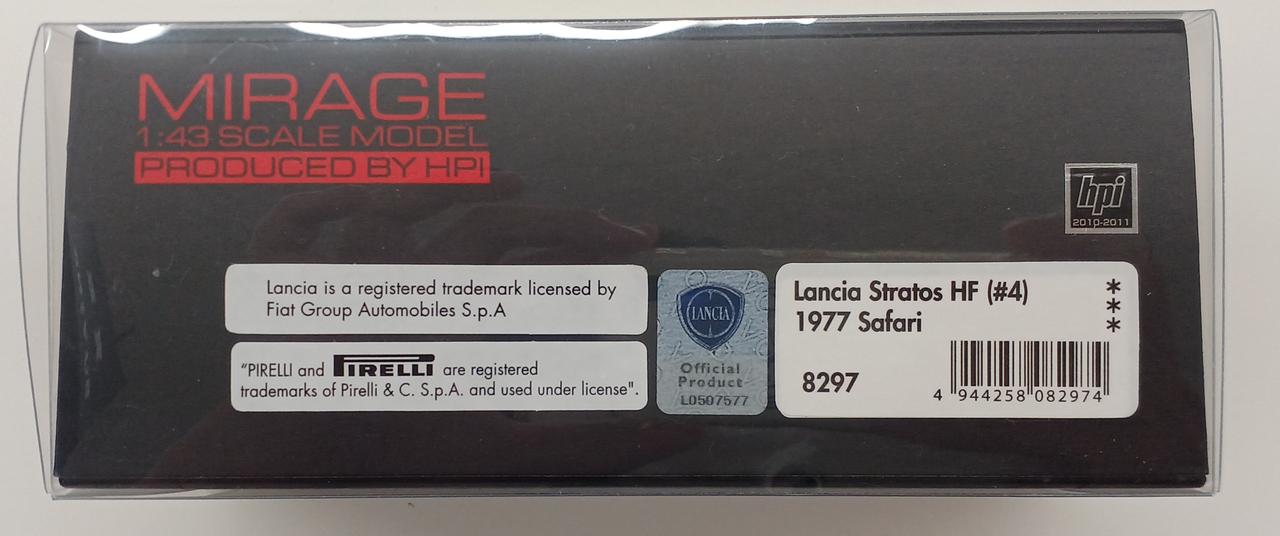 MIRAGE
1:43 SCALE MODEL
PRODUCED BY HPI
hpi
2010-2011
Lancia is a registered trademark licensed by
Fiat Group Automobiles S.p.A
"PIRELLI and PIRELLI are registered
trademarks of Pirelli & C. S.p.A. and used under license".
LANCIA
Official
Product
L0507577
Lancia Stratos HF (#4) *
1977 Safari *
*
8297
4 944258 082974